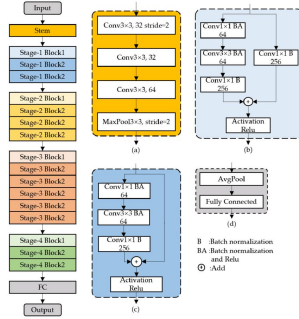 Input
Stem
Stage-1 Block1
Stage-1 Block2
Stage-1 Block2
Stage-2 Block1
Stage-2 Block2
Stage-2 Block2
Stage-2 Block2
Stage-3 Block1
Stage-3 Block2
Stage-3 Block2
Stage-3 Block2
Stage-3 Block2
Stage-3 Block2
Stage-4 Block1
Stage-4 Block2
Stage-4 Block2
FC
Output
Conv3×3, 32 stride=2
Conv3×3, 32
Conv3×3, 64
MaxPool3×3, stride=2
(a)
Conv1×1 BA
64
Conv3×3 BA
64
Conv1×1 B
256
Conv1×1 B
256
Activation
Relu
(b)
Conv1×1 BA
64
Conv3×3 BA
64
Conv1×1 B
256
Activation
Relu
(c)
AvgPool
Fully Connected
(d)
B :Batch normalization
BA :Batch normalization
and Relu
:Add